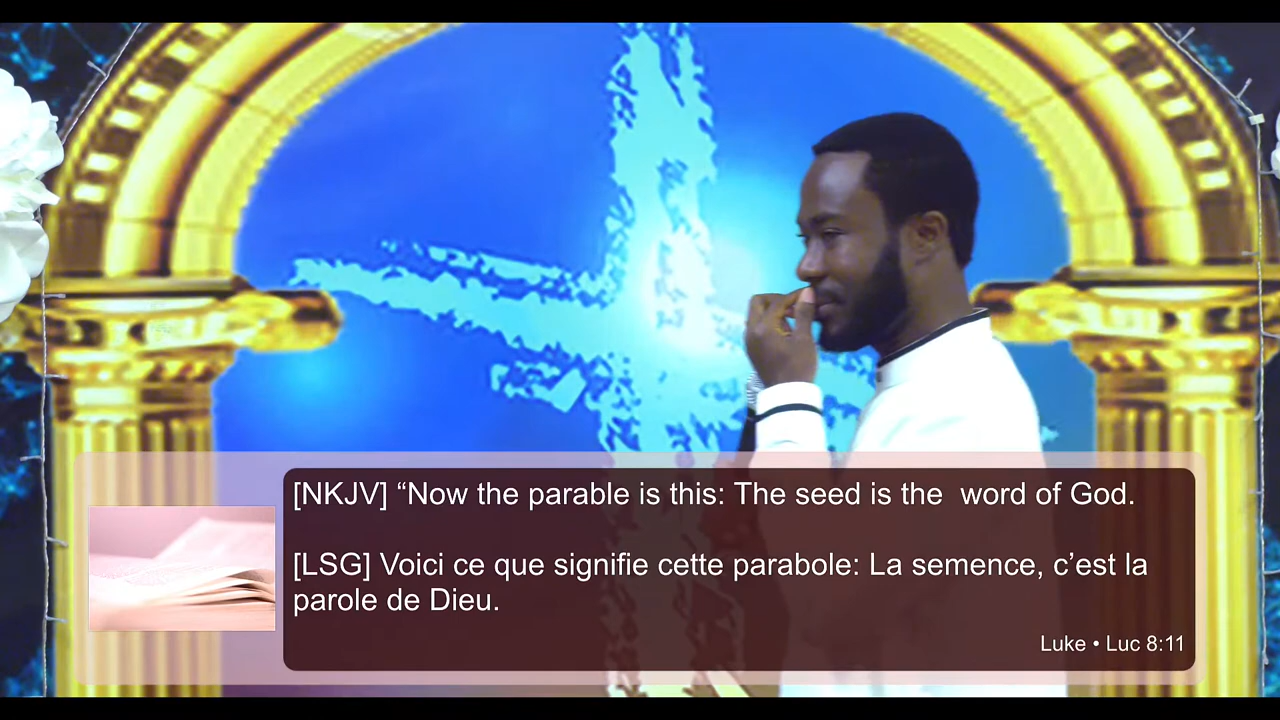 [NKJV] “Now the parable is this: The seed is the  word of God.
[LSG] Voici ce que signifie cette parabole: La semence, c’est la
parole de Dieu.
Luke • Luc 8:11